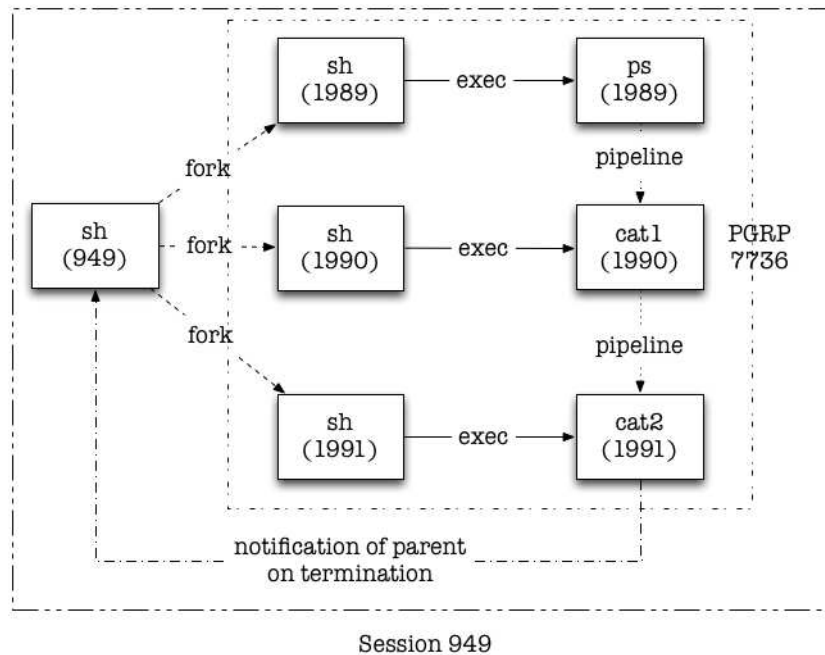 sh
(1989)
exec
ps
(1989)
fork
pipeline
sh
(949)
fork
sh
(1990)
exec
cat1
(1990)
PGRP
7736
fork
pipeline
sh
(1991)
exec
cat2
(1991)
notification of parent
on termination
Session 949